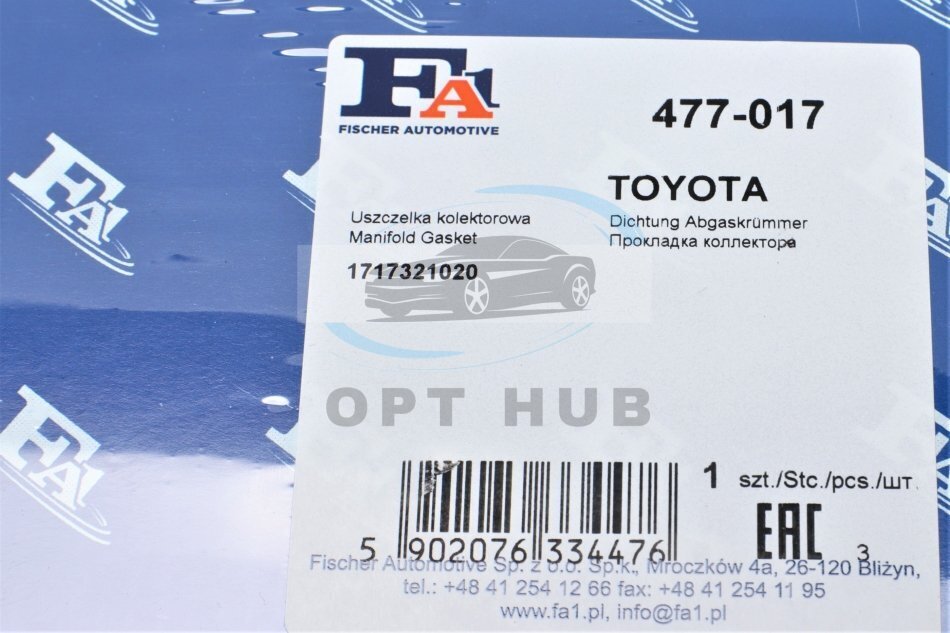 FA1
FISCHER AUTOMOTIVE
477-017
TOYOTA
Uszczelka kolektorowa
Manifold Gasket
Dichtung Abgaskrümmer
Прокладка коллектора
1717321020
OPT HUB
1 szt./Stc./pcs./шт.
EAC
3
5 902076 334476
Fischer Automotive Sp. z o.o. Sp.k., Mroczków 4a, 26-120 Bliżyn,
tel.: +48 41 254 12 66 fax: +48 41 254 11 95
www.fa1.pl, info@fa1.pl
FA1
FA1